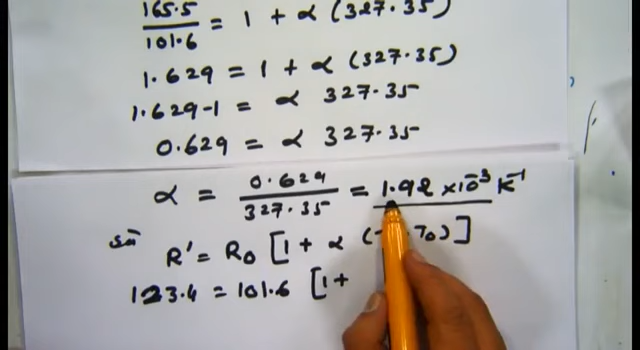 165.5/101.6 = 1 + α (327.35)
1.629 = 1 + α (327.35)
1.629-1 = α 327.35
0.629 = α 327.35
α = 0.629/327.35 = 1.92 ×10⁻³ K⁻¹
R' = R₀ [1 + α (T₀)]
123.4 = 101.6 [1 +